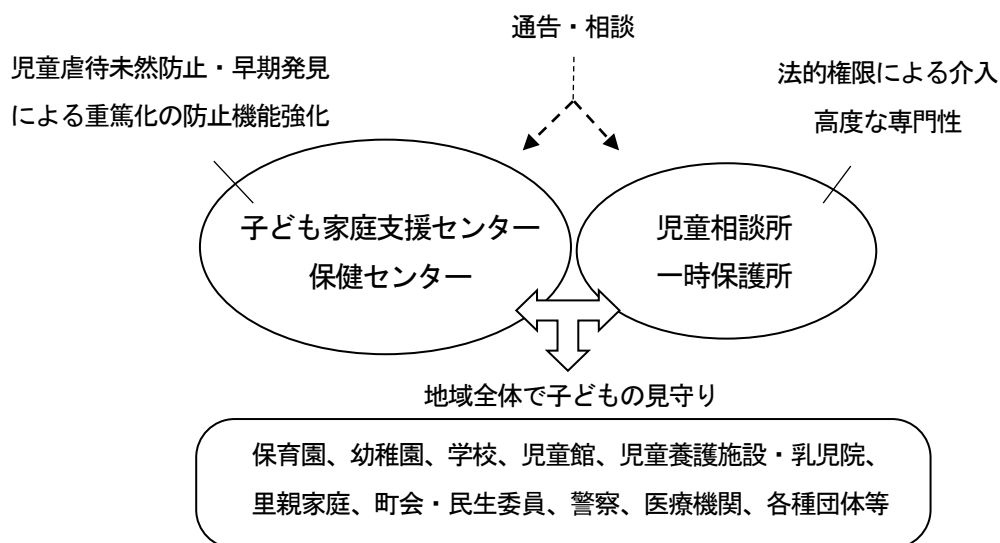 通告・相談
児童虐待未然防止・早期発見
による重篤化の防止機能強化
法的権限による介入
高度な専門性
子ども家庭支援センター
保健センター
児童相談所
一時保護所
地域全体で子どもの見守り
保育園、幼稚園、学校、児童館、児童養護施設・乳児院、
里親家庭、町会・民生委員、警察、医療機関、各種団体等